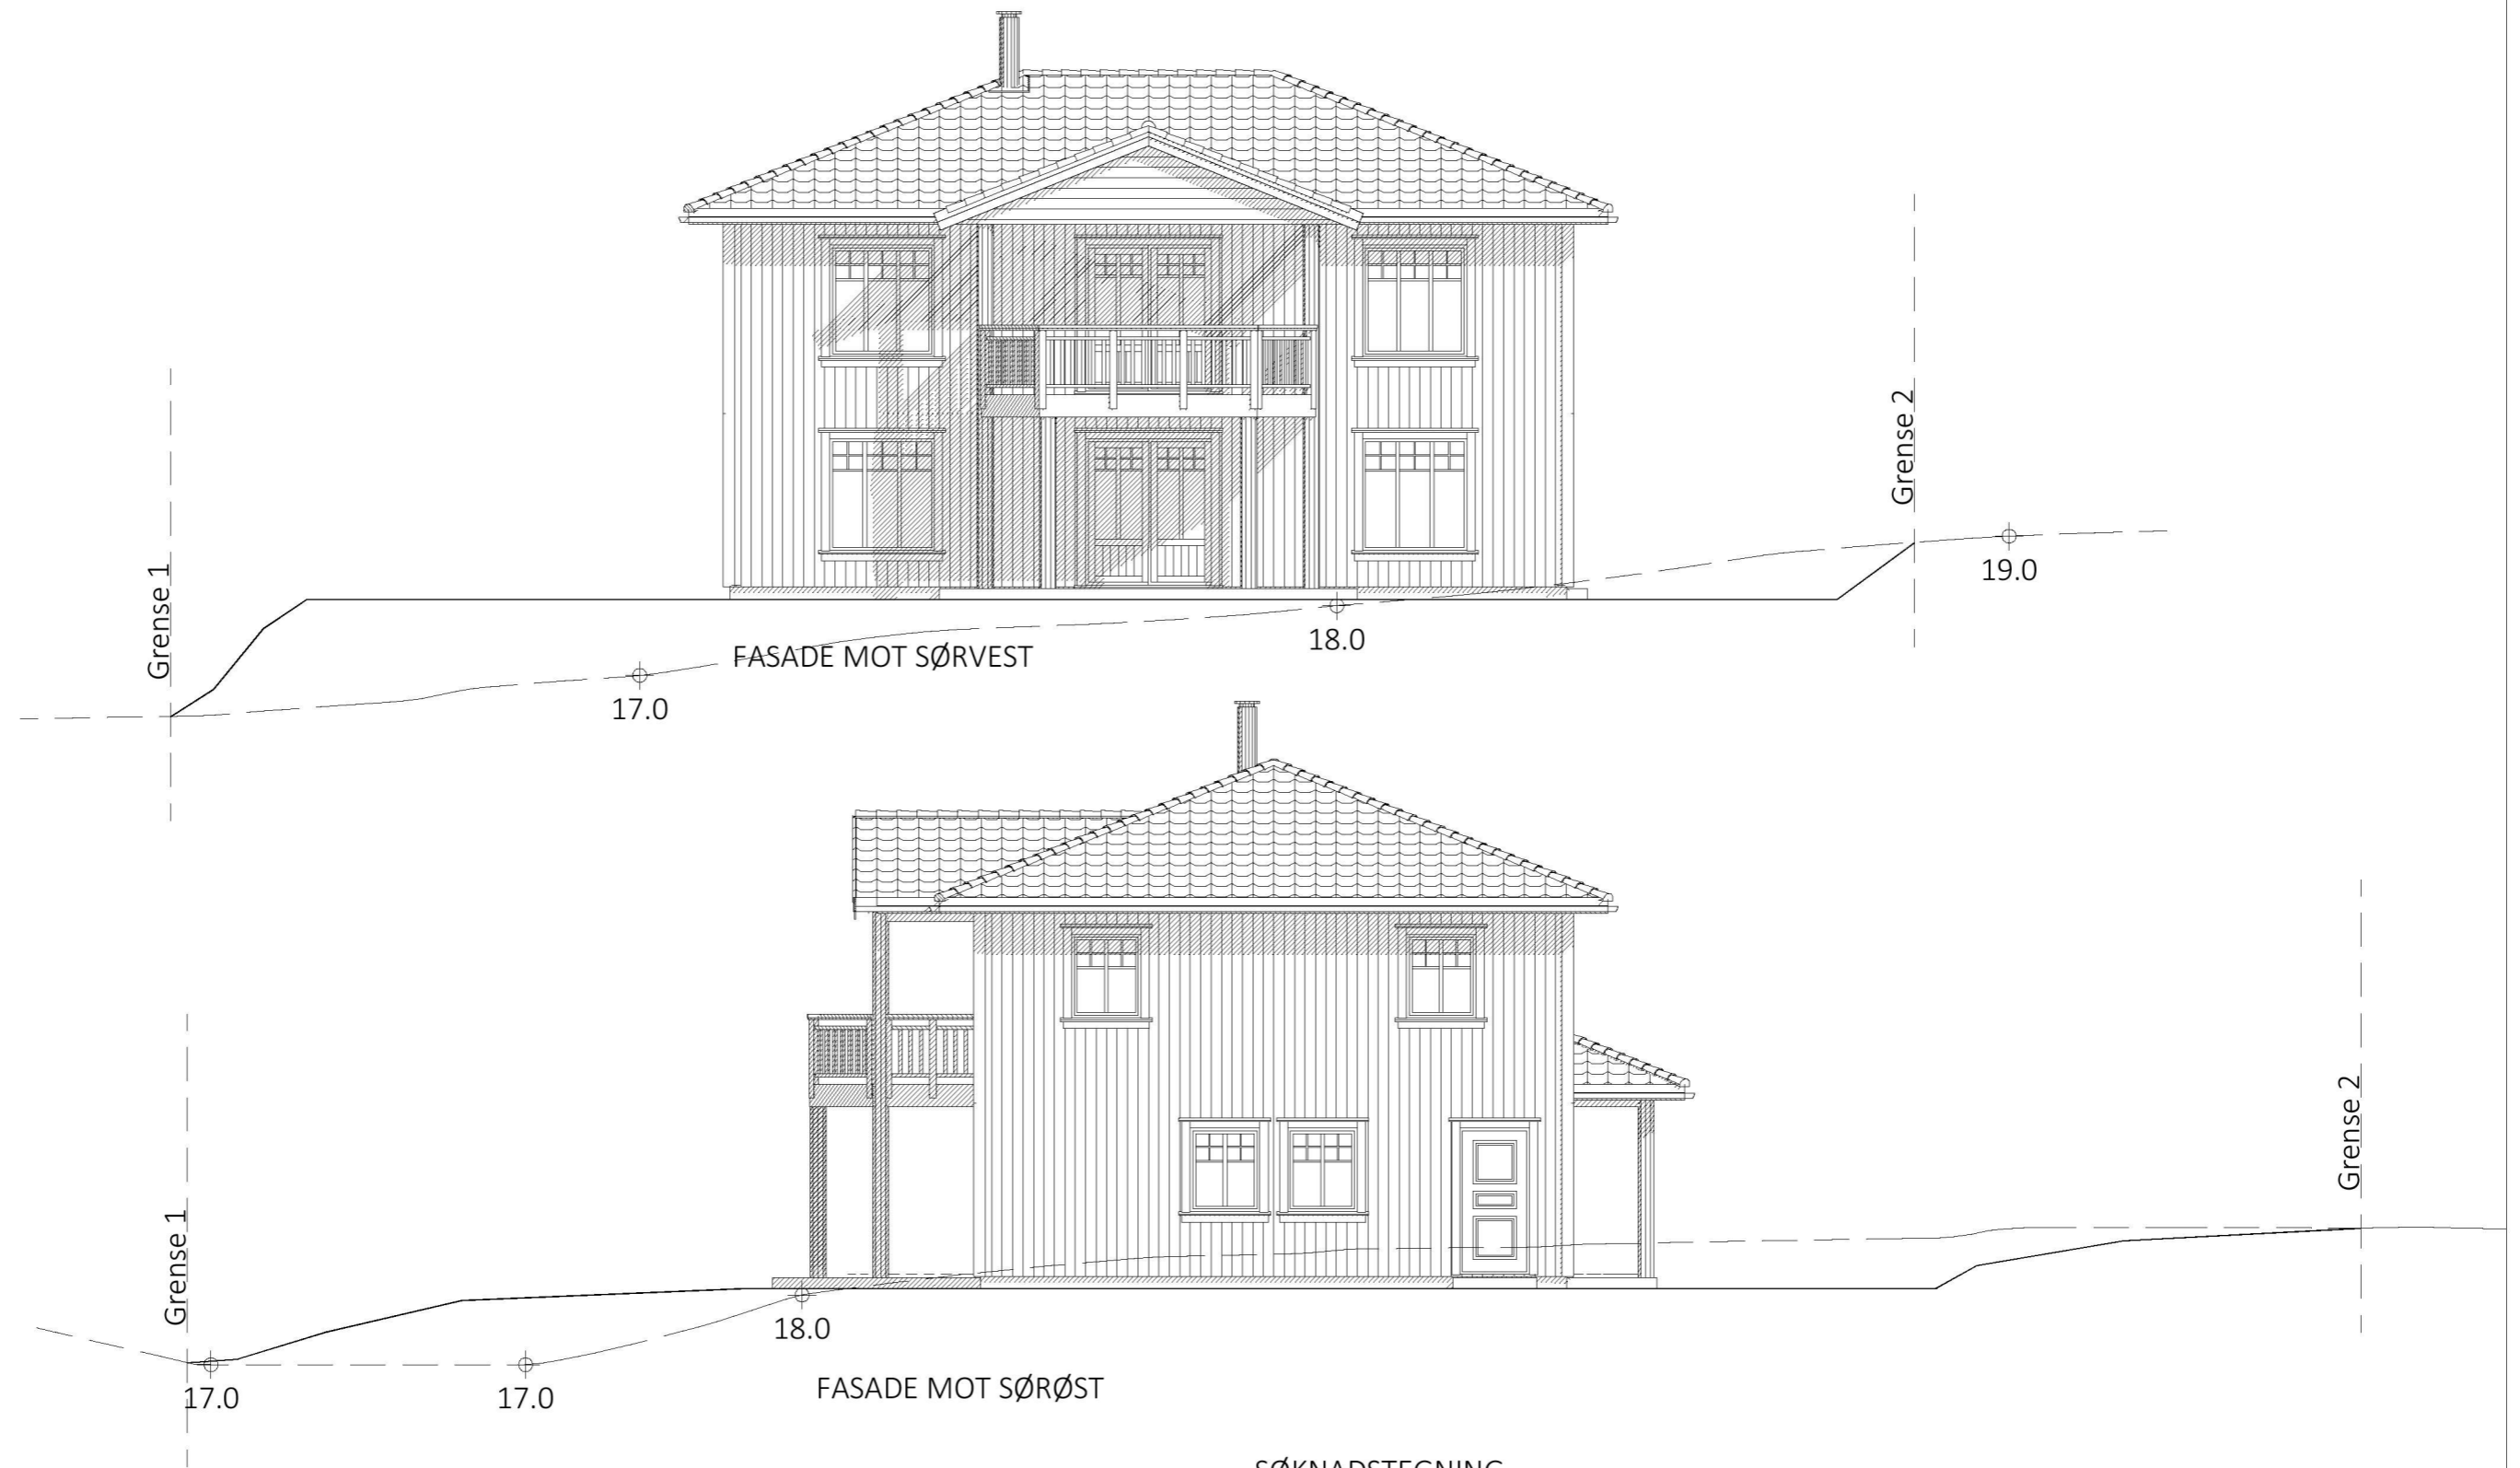 Grense 1
Grense 2
19.0
18.0
FASADE MOT SØRVEST
17.0
Grense 1
Grense 2
18.0
17.0
17.0
FASADE MOT SØRØST
SØKNADSTEGNING